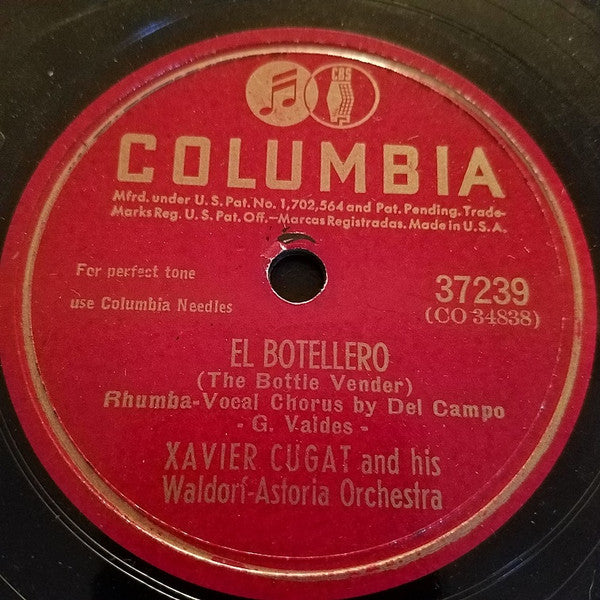 CBS
COLUMBIA
Mfrd. under U. S. Pat. No. 1,702,564 and Pat. Pending. Trade-
Marks Reg. U. S. Pat. Off.—Marcas Registradas. Made in U. S. A.
For perfect tone
use Columbia Needles
37239
(CO 34838)
EL BOTELLERO
(The Bottle Vender)
Rhumba-Vocal Chorus by Del Campo
- G. Valdes -
XAVIER CUGAT and his
Waldorf-Astoria Orchestra